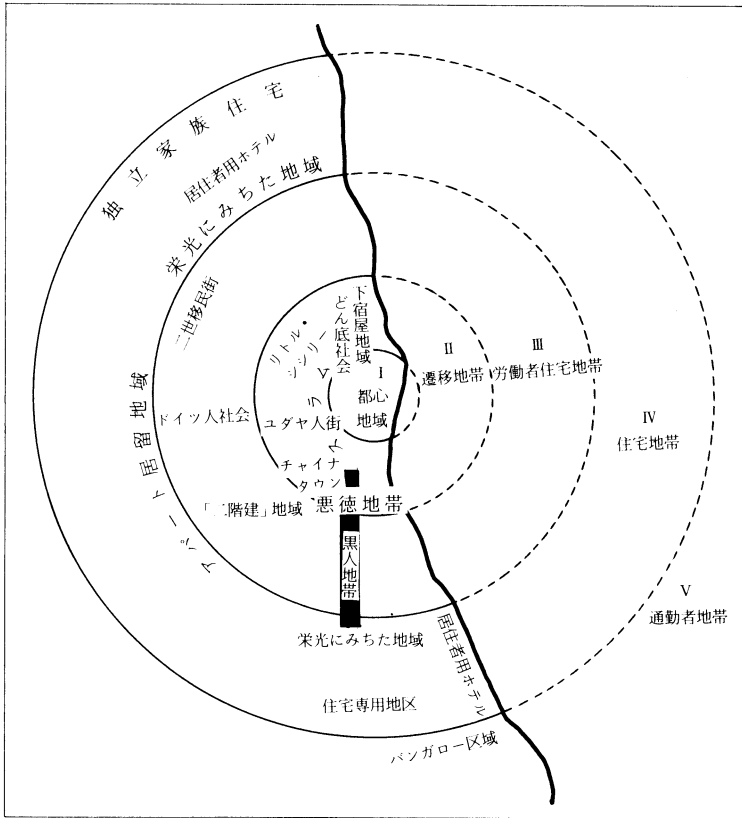 独立家族住宅
居住者用ホテル
栄光にみちた地域
二世移民街
リトル・
シシリー
下宿屋地域
どん底社会
スラム
Ⅰ
都心
地域
Ⅱ
遷移地帯
Ⅲ
労働者住宅地帯
Ⅳ
住宅地帯
Ⅴ
通勤者地帯
アパート居留地域
ドイツ人社会
ユダヤ人街
チャイナ
タウン
「二階建」地域
悪徳地帯
黒人地帯
栄光にみちた地域
居住者用ホテル
住宅専用地区
バンガロー区域